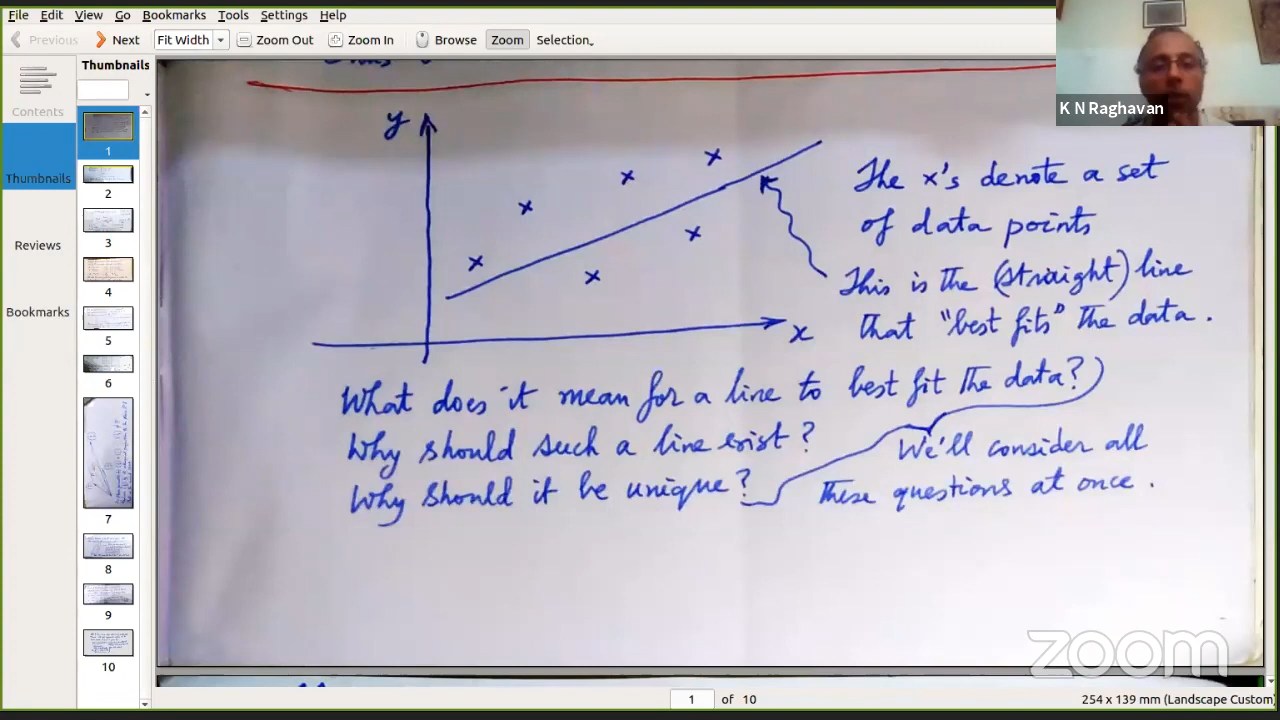 File Edit View Go Bookmarks Tools Settings Help
Previous Next Fit Width Zoom Out Zoom In Browse Zoom Selection
K N Raghavan
Contents
Thumbnails
Reviews
Bookmarks
Thumbnails
1
2
3
4
5
6
7
8
9
10
y
x
The x's denote a set
of data points
This is the (straight) line
that "best fits" the data.
What does it mean for a line to best fit the data?
Why should such a line exist?
Why should it be unique?
We'll consider all
these questions at once.
zoom
1 of 10
254 x 139 mm (Landscape Custom)